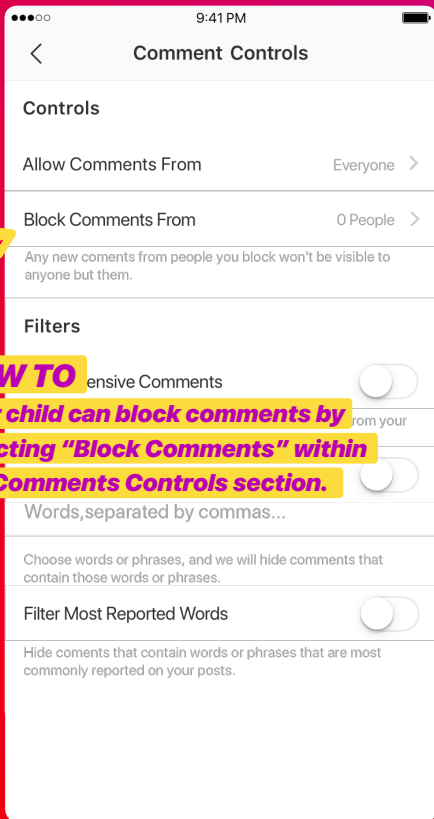 9:41 PM
Comment Controls
Controls
Allow Comments From Everyone
Block Comments From 0 People
Any new coments from people you block won't be visible to
anyone but them.
Filters
W TO
ensive Comments
child can block comments by
rom your
cting “Block Comments” within
Comments Controls section.
Words,separated by commas...
Choose words or phrases, and we will hide comments that
contain those words or phrases.
Filter Most Reported Words
Hide coments that contain words or phrases that are most
commonly reported on your posts.